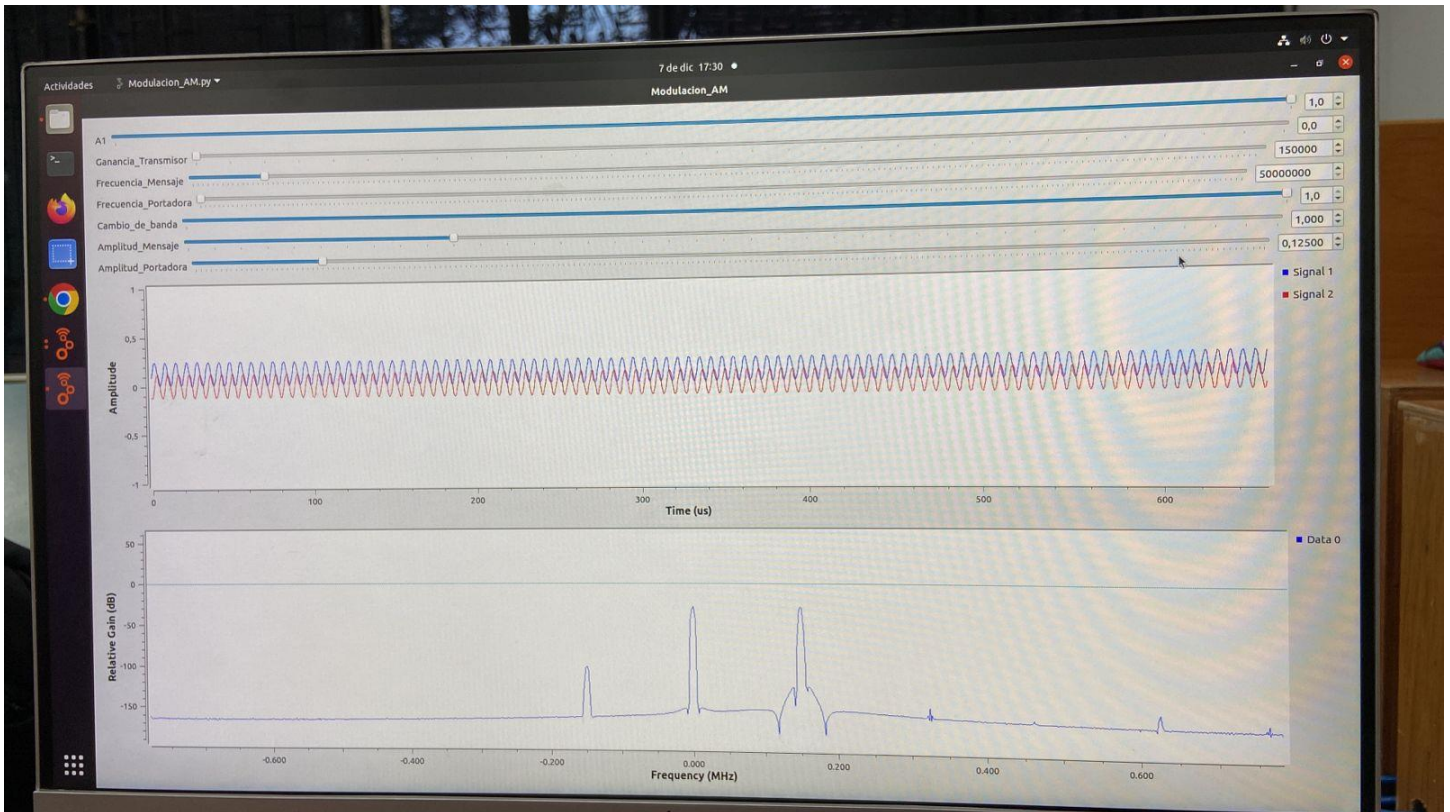 7 de dic 17:30
Actividades Modulacion_AM.py
Modulacion_AM
A1 1,0
Ganancia_Transmisor 0,0
Frecuencia_Mensaje 150000
Frecuencia_Portadora 50000000
Cambio_de_banda 1,0
Amplitud_Mensaje 1,000
Amplitud_Portadora 0,12500
Signal 1
Signal 2
1
0,5
0
-0,5
-1
Amplitude
0 100 200 300 400 500 600
Time (us)
Data 0
50
0
-50
-100
-150
Relative Gain (dB)
-0.600 -0.400 -0.200 0.000 0.200 0.400 0.600
Frequency (MHz)